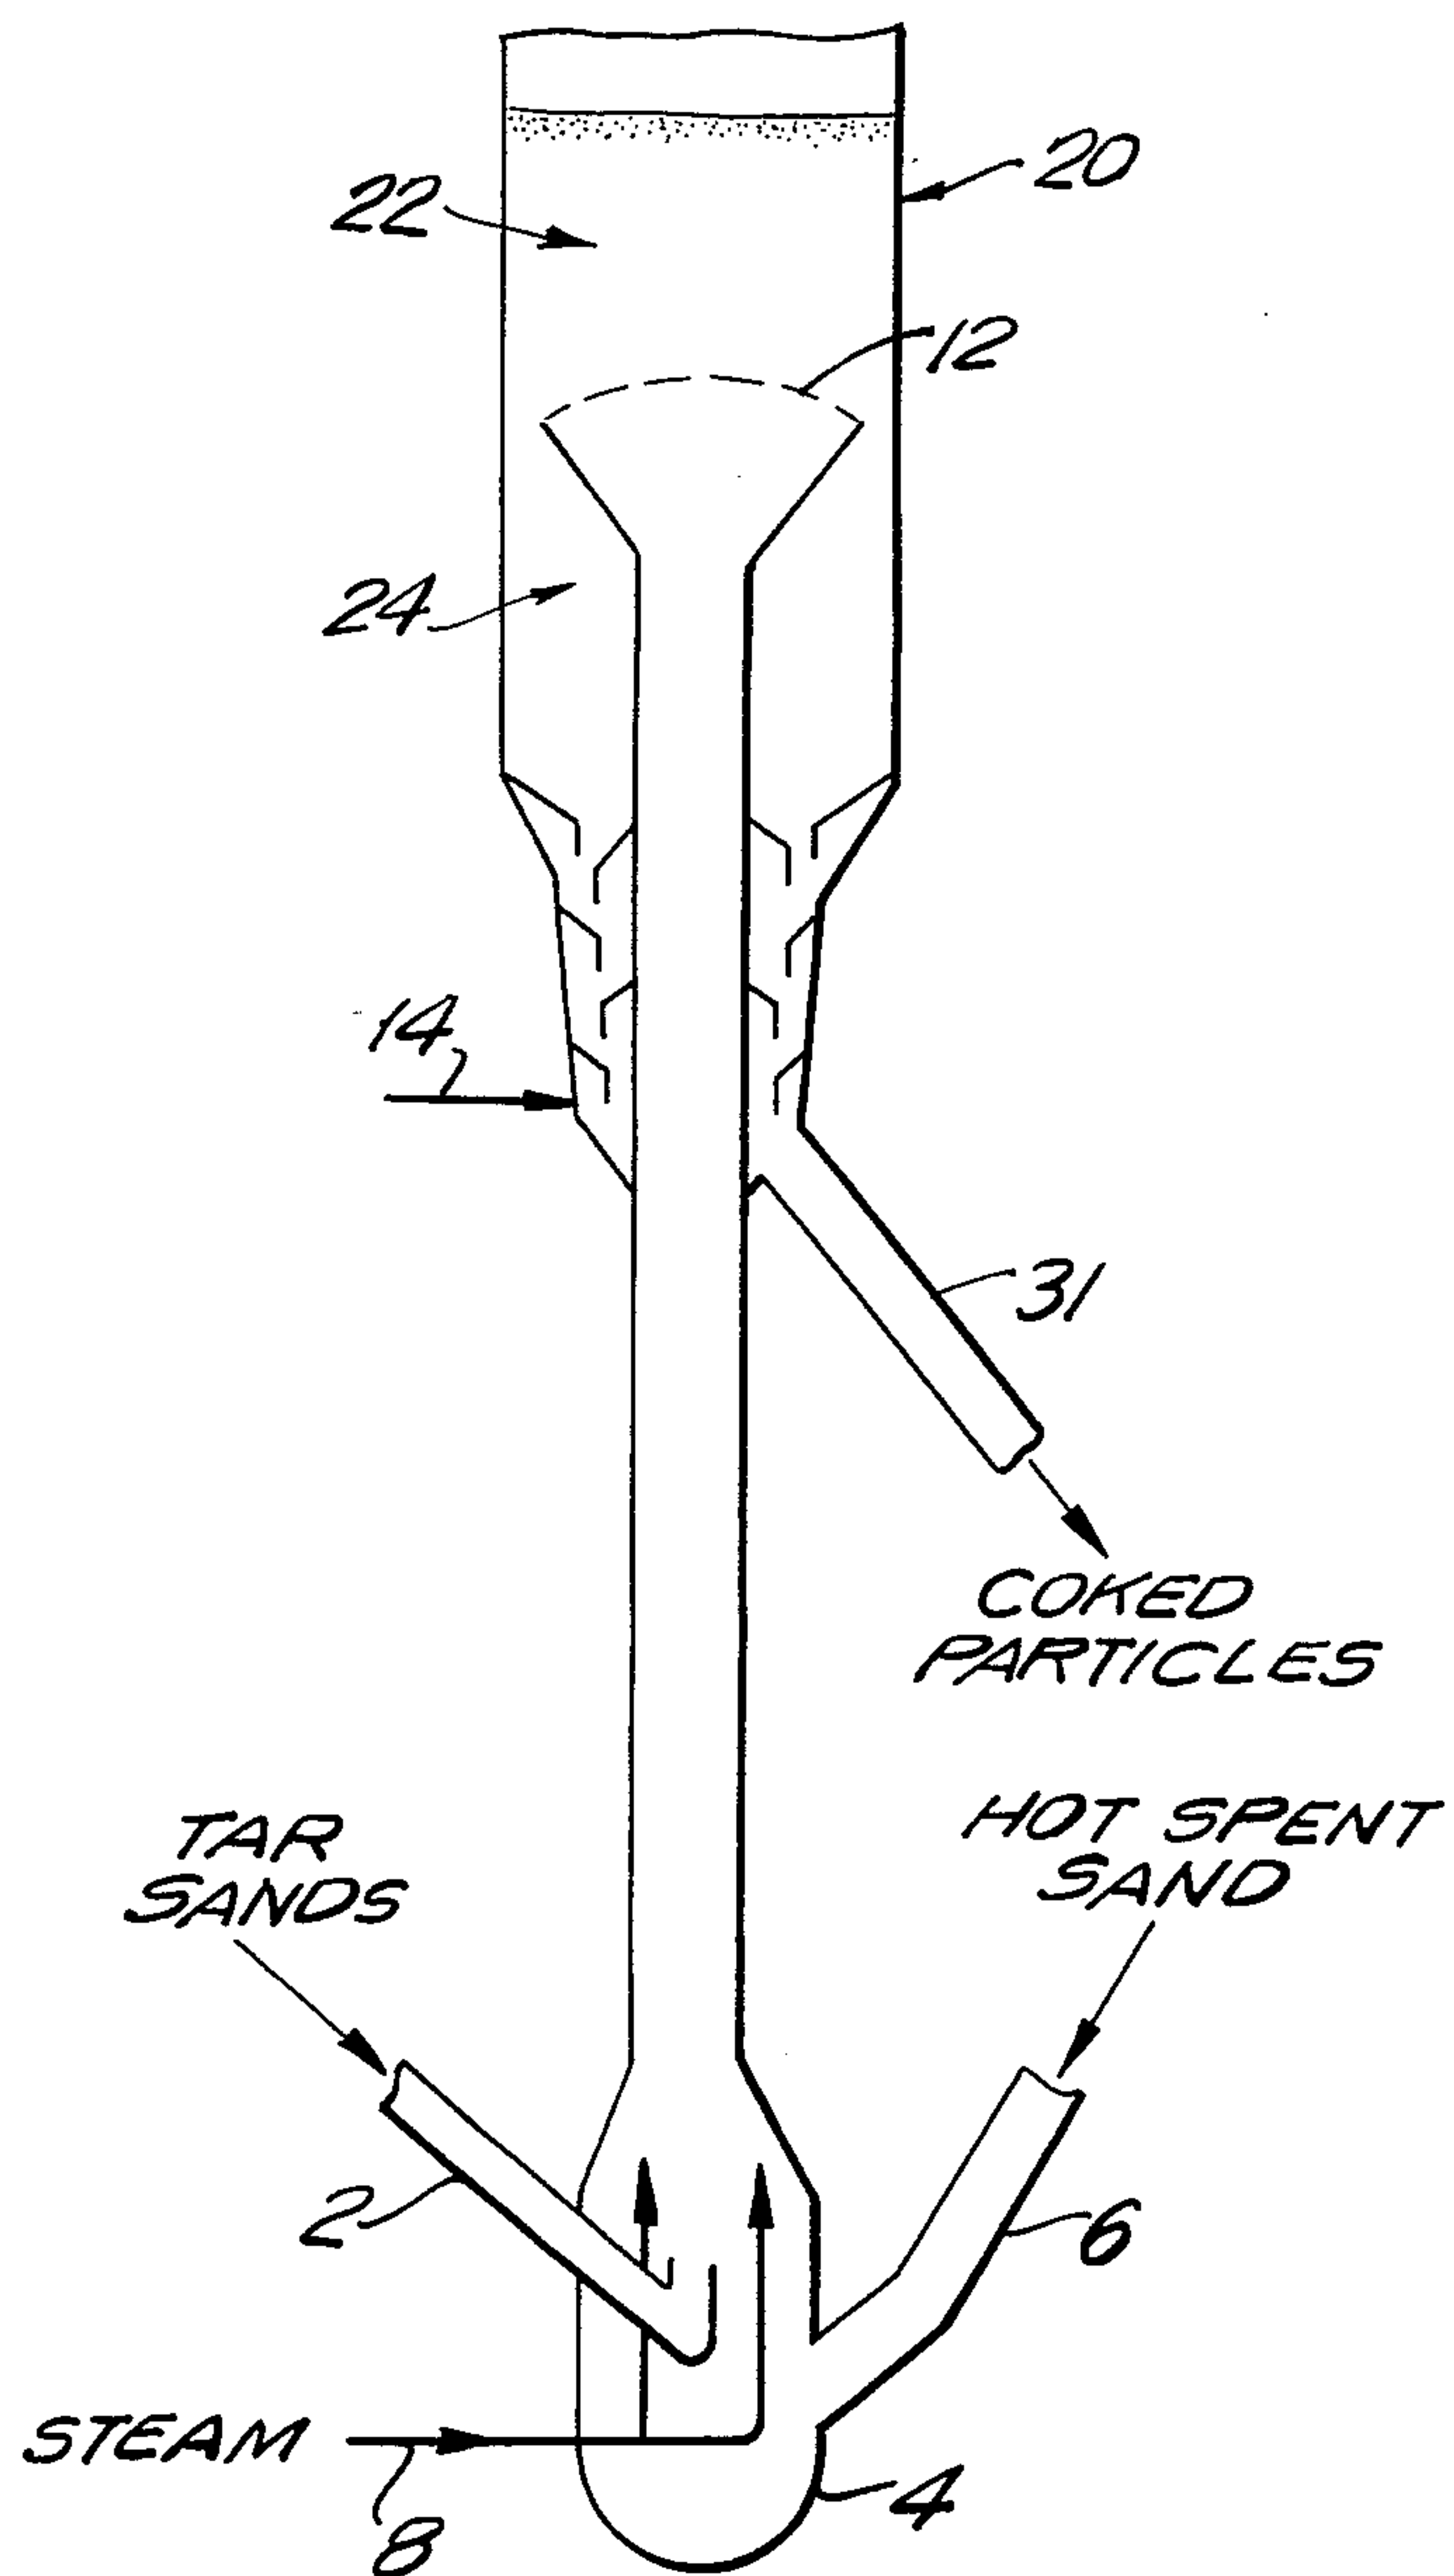 20
22
12
24
14
31
COKED
PARTICLES
HOT SPENT
SAND
TAR
SANDS
2
6
STEAM
8
4